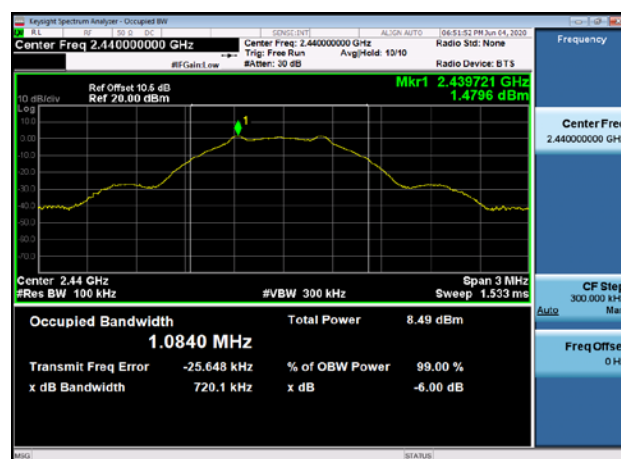 Keysight Spectrum Analyzer - Occupied BW
RL RF 50 Ω DC SENSE:INT ALIGN AUTO 06:51:52 PM Jun 04, 2020
Center Freq 2.440000000 GHz Center Freq: 2.440000000 GHz Radio Std: None Frequency
Trig: Free Run Avg|Hold: 10/10
#IFGain:Low #Atten: 30 dB Radio Device: BTS
Ref Offset 10.6 dB Mkr1 2.439721 GHz
10 dB/div Ref 20.00 dBm 1.4796 dBm
Log
10.0
0.00
-10.0
-20.0
-30.0
-40.0
-50.0
-60.0
-70.0
1
Center Freq
2.440000000 GHz
Center 2.44 GHz Span 3 MHz
#Res BW 100 kHz #VBW 300 kHz Sweep 1.533 ms
CF Step
300.000 kHz
Auto Man
Occupied Bandwidth Total Power 8.49 dBm
1.0840 MHz
Transmit Freq Error -25.648 kHz % of OBW Power 99.00 %
x dB Bandwidth 720.1 kHz x dB -6.00 dB
Freq Offset
0 Hz
MSG STATUS